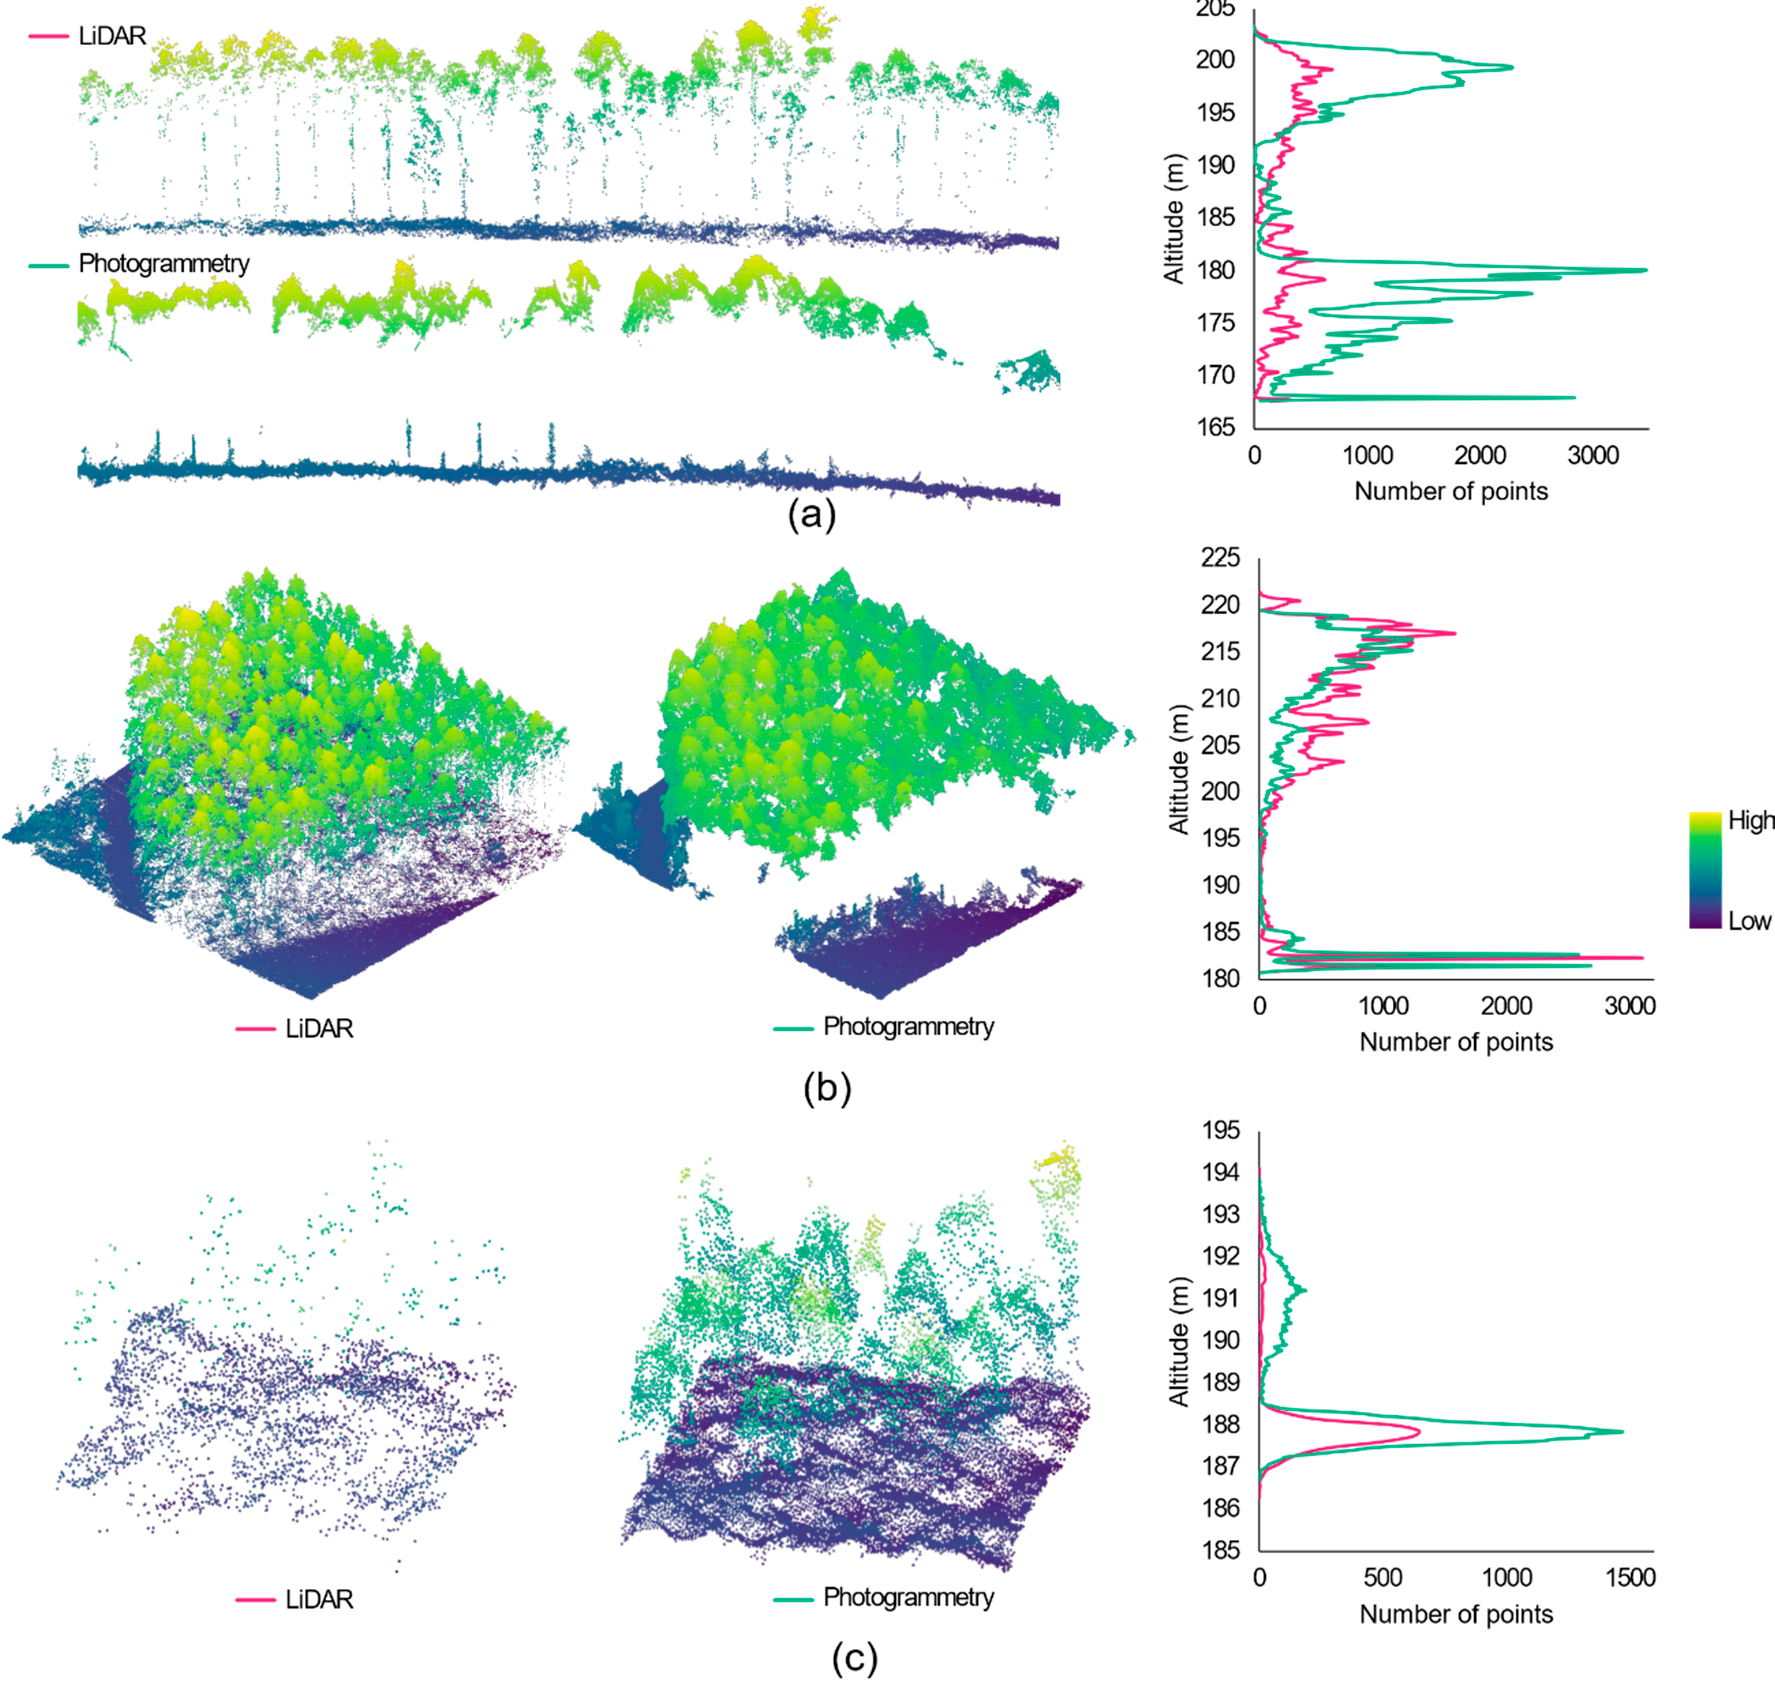 LiDAR
Photogrammetry
205
200
195
190
185
180
175
170
165
Altitude (m)
0 1000 2000 3000
Number of points
(a)
225
220
215
210
205
200
195
190
185
180
Altitude (m)
0 1000 2000 3000
Number of points
High
Low
LiDAR
Photogrammetry
(b)
195
194
193
192
191
190
189
188
187
186
185
Altitude (m)
0 500 1000 1500
Number of points
LiDAR
Photogrammetry
(c)